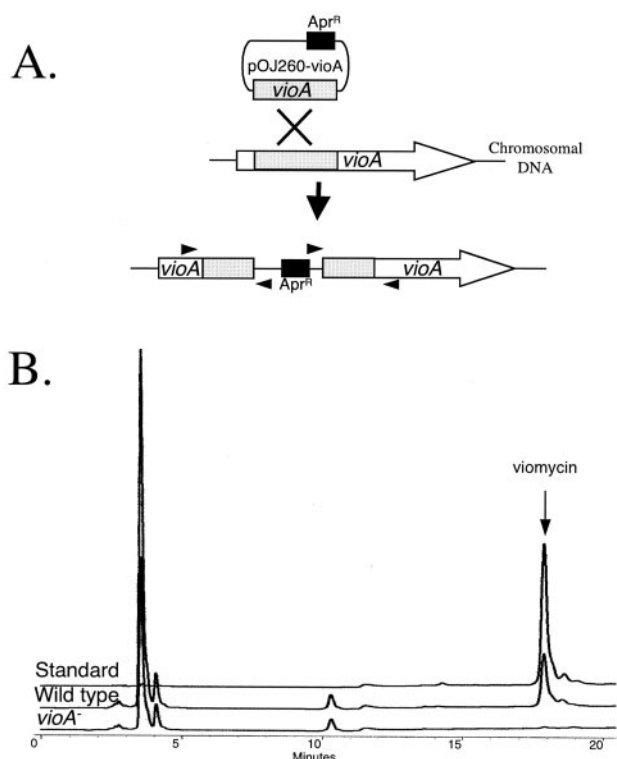 A.
Apr^R
pOJ260-vioA
vioA
vioA
Chromosomal
DNA
vioA
Apr^R
vioA
B.
viomycin
Standard
Wild type
vioA-
0 5 10 15 20
Minutes